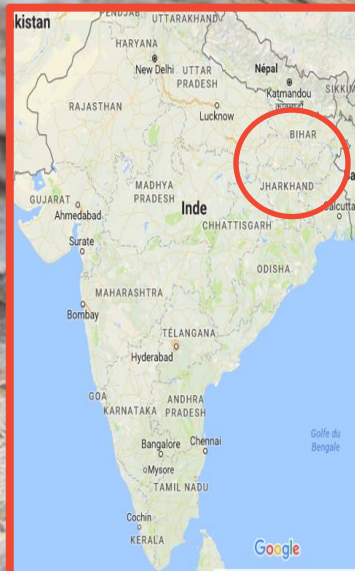 kistan
PENDJAB
UTTARAKHAND
HARYANA
New Delhi
UTTAR
PRADESH
Népal
Katmandou
SIKKIM
RAJASTHAN
Lucknow
BIHAR
JHARKHAND
GUJARAT
Ahmedabad
MADHYA
PRADESH
Inde
Calcutta
CHHATTISGARH
Surate
ODISHA
MAHARASHTRA
Bombay
TÉLANGANA
Hyderabad
GOA
KARNATAKA
ANDHRA
PRADESH
Golfe du
Bengale
Bangalore
Chennai
Mysore
TAMIL NADU
Cochin
KERALA
Google